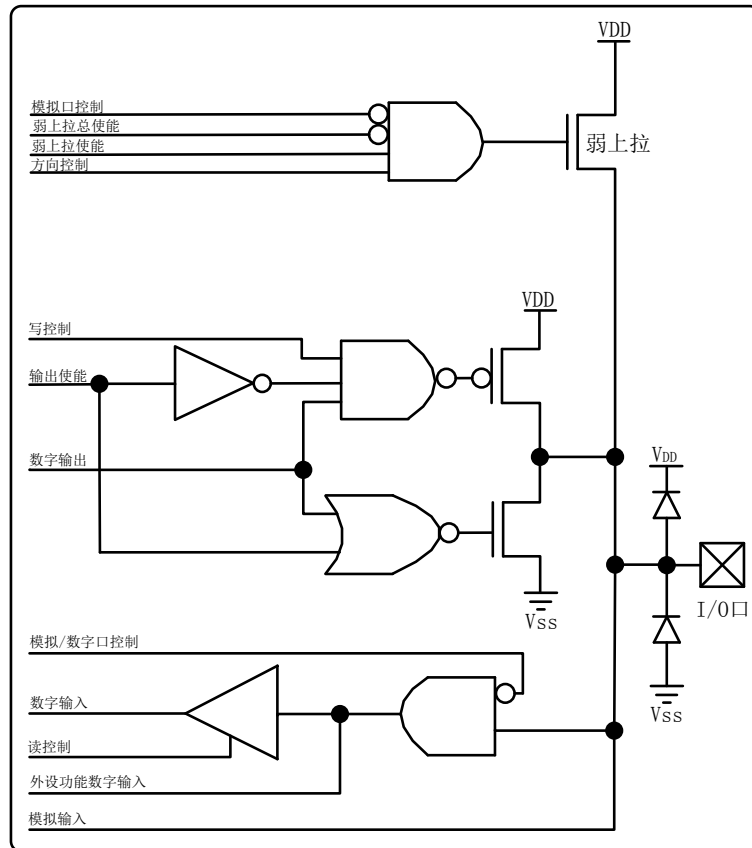 VDD
模拟口控制
弱上拉总使能
弱上拉使能
方向控制
弱上拉
VDD
写控制
输出使能
数字输出
VDD
I/O口
VSS
模拟/数字口控制
数字输入
VSS
读控制
外设功能数字输入
模拟输入